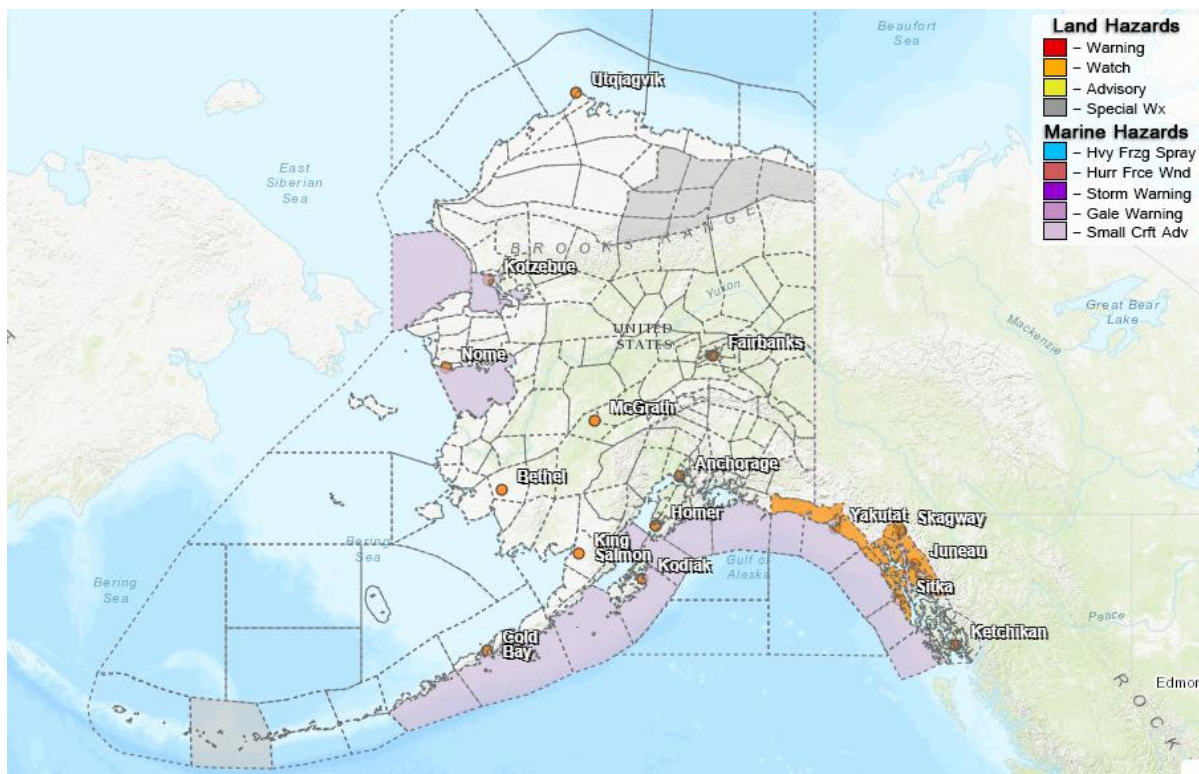 Beaufort
Sea
Land Hazards
– Warning
– Watch
– Advisory
– Special Wx
Marine Hazards
– Hvy Frzg Spray
– Hurr Frce Wnd
– Storm Warning
– Gale Warning
– Small Crft Adv
Utqiagvik
East
Siberian
Sea
BROOKS RANGE
Kotzebue
Yukon
Great Bear
Lake
Mackenzie
UNITED
STATES
Fairbanks
Nome
McGrath
Anchorage
Bethel
Homer
Yakutat
Skagway
King
Salmon
Juneau
Bering
Sea
Kodiak
Gulf of
Alaska
Bering
Sea
Sitka
Peace
Cold
Bay
Ketchikan
Edmon
ROCK